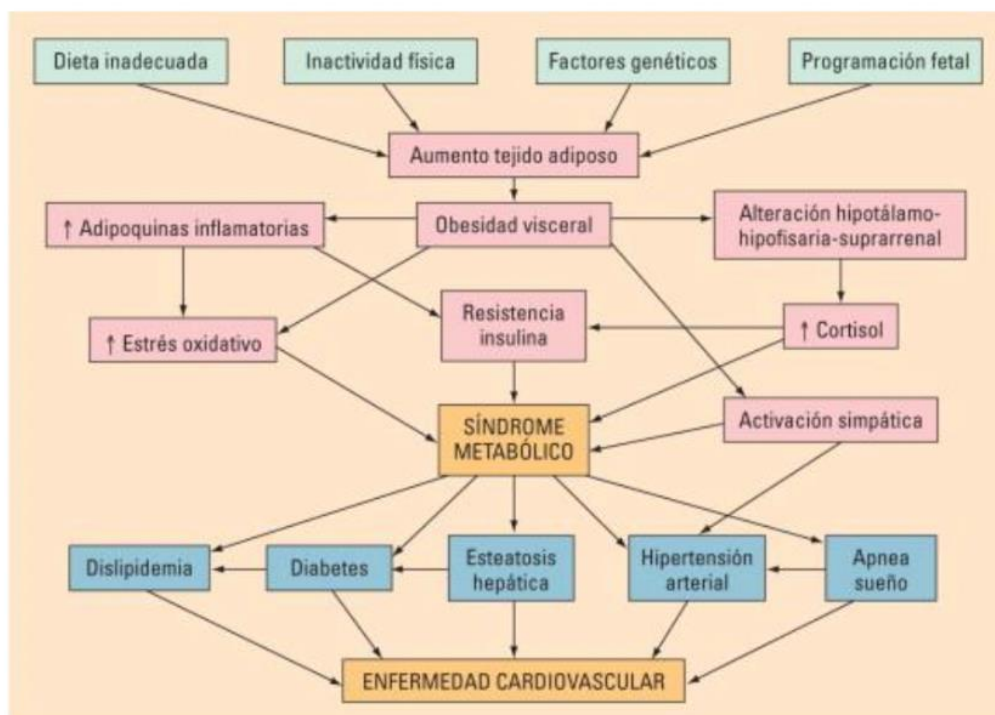 Dieta inadecuada
Inactividad física
Factores genéticos
Programación fetal
Aumento tejido adiposo
↑ Adipoquinas inflamatorias
Obesidad visceral
Alteración hipotálamo-
hipofisaria-suprarrenal
↑ Estrés oxidativo
Resistencia
insulina
↑ Cortisol
SÍNDROME
METABÓLICO
Activación simpática
Dislipidemia
Diabetes
Esteatosis
hepática
Hipertensión
arterial
Apnea
sueño
ENFERMEDAD CARDIOVASCULAR